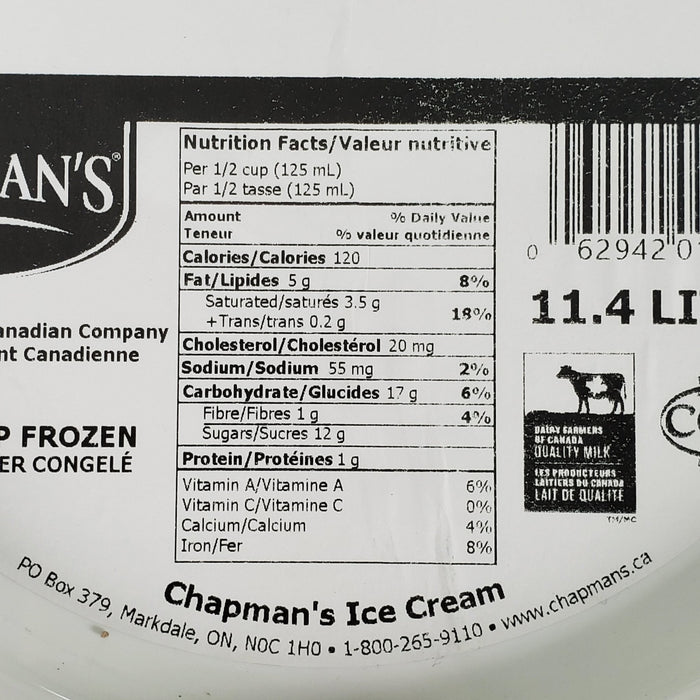 AN'S®
Nutrition Facts/Valeur nutritive
Per 1/2 cup (125 mL)
Par 1/2 tasse (125 mL)
Amount % Daily Value
Teneur % valeur quotidienne
Calories/Calories 120
Fat/Lipides 5 g 8%
Saturated/saturés 3.5 g
+Trans/trans 0.2 g 18%
Cholesterol/Cholestérol 20 mg
Sodium/Sodium 55 mg 2%
Carbohydrate/Glucides 17 g 6%
Fibre/Fibres 1 g 4%
Sugars/Sucres 12 g
Protein/Protéines 1 g
Vitamin A/Vitamine A 6%
Vitamin C/Vitamine C 0%
Calcium/Calcium 4%
Iron/Fer 8%
anadian Company
nt Canadienne
P FROZEN
ER CONGELÉ
0 62942 0
11.4 LI
DAIRY FARMERS
OF CANADA
QUALITY MILK
LES PRODUCTEURS
LAITIERS DU CANADA
LAIT DE QUALITÉ
TM/MC
CO
Chapman's Ice Cream
PO Box 379, Markdale, ON, N0C 1H0 • 1-800-265-9110 • www.chapmans.ca